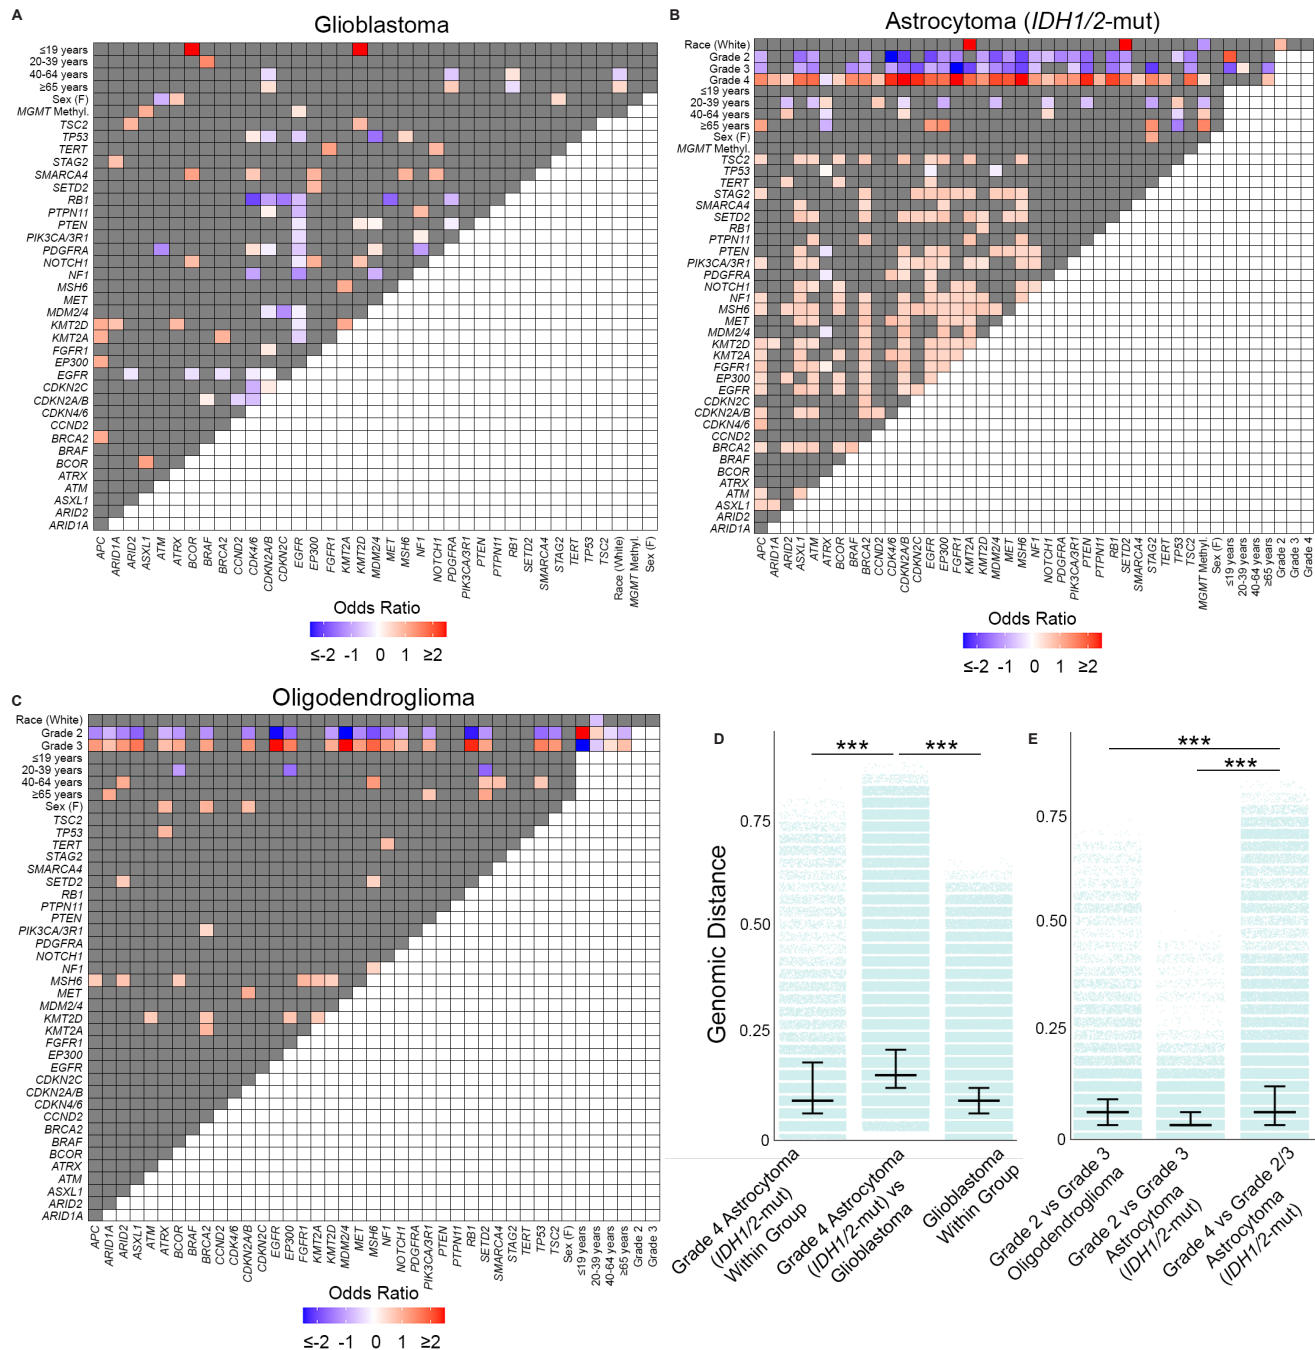 A
Glioblastoma
≤19 years
20-39 years
40-64 years
≥65 years
Sex (F)
MGMT Methyl.
TSC2
TP53
TERT
STAG2
SMARCA4
SETD2
RB1
PTPN11
PTEN
PIK3CA/3R1
PDGFRA
NOTCH1
NF1
MSH6
MET
MDM2/4
KMT2D
KMT2A
FGFR1
EP300
EGFR
CDKN2C
CDKN2A/B
CDKN4/6
CCND2
BRCA2
BRAF
BCOR
ATRX
ATM
ASXL1
ARID2
ARID1A
APC
ARID1A
ARID2
ASXL1
ATM
ATRX
BCOR
BRAF
BRCA2
CCND2
CDK4/6
CDKN2A/B
CDKN2C
EGFR
EP300
FGFR1
KMT2A
KMT2D
MDM2/4
MET
MSH6
NF1
NOTCH1
PDGFRA
PIK3CA/3R1
PTEN
PTPN11
RB1
SETD2
SMARCA4
STAG2
TERT
TP53
TSC2
Race (White)
MGMT Methyl.
Sex (F)
Odds Ratio
≤-2 -1 0 1 ≥2
B
Astrocytoma (IDH1/2-mut)
Race (White)
Grade 2
Grade 3
Grade 4
≤19 years
20-39 years
40-64 years
≥65 years
Sex (F)
MGMT Methyl.
TSC2
TP53
TERT
STAG2
SMARCA4
SETD2
RB1
PTPN11
PTEN
PIK3CA/3R1
PDGFRA
NOTCH1
NF1
MSH6
MET
MDM2/4
KMT2D
KMT2A
FGFR1
EP300
EGFR
CDKN2C
CDKN2A/B
CDKN4/6
CCND2
BRCA2
BRAF
BCOR
ATRX
ATM
ASXL1
ARID2
ARID1A
APC
ARID1A
ARID2
ASXL1
ATM
ATRX
BCOR
BRAF
BRCA2
CCND2
CDK4/6
CDKN2A/B
CDKN2C
EGFR
EP300
FGFR1
KMT2A
KMT2D
MDM2/4
MET
MSH6
NOTCH1
PDGFRA
PIK3CA/3R1
PTEN
PTPN11
RB1
SETD2
SMARCA4
STAG2
TERT
TP53
TSC2
MGMT Methyl.
Sex (F)
≤19 years
20-39 years
40-64 years
≥65 years
Grade 2
Grade 3
Grade 4
Odds Ratio
≤-2 -1 0 1 ≥2
C
Oligodendroglioma
Race (White)
Grade 2
Grade 3
≤19 years
20-39 years
40-64 years
≥65 years
Sex (F)
TSC2
TP53
TERT
STAG2
SMARCA4
SETD2
RB1
PTPN11
PTEN
PIK3CA/3R1
PDGFRA
NOTCH1
NF1
MSH6
MET
MDM2/4
KMT2D
KMT2A
FGFR1
EP300
EGFR
CDKN2C
CDKN2A/B
CDKN4/6
CCND2
BRCA2
BRAF
BCOR
ATRX
ATM
ASXL1
ARID2
ARID1A
APC
ARID1A
ARID2
ASXL1
ATM
ATRX
BCOR
BRAF
BRCA2
CCND2
CDK4/6
CDKN2A/B
CDKN2C
EGFR
EP300
FGFR1
KMT2A
KMT2D
MDM2/4
MET
MSH6
NF1
NOTCH1
PDGFRA
PIK3CA/3R1
PTEN
PTPN11
RB1
SETD2
SMARCA4
STAG2
TERT
TP53
TSC2
Sex (F)
≤19 years
20-39 years
40-64 years
≥65 years
Grade 2
Grade 3
Odds Ratio
≤-2 -1 0 1 ≥2
D
*** ***
Genomic Distance
0.75
0.50
0.25
0
Grade 4 Astrocytoma
(IDH1/2-mut)
Within Group
Grade 4 Astrocytoma
(IDH1/2-mut) vs
Glioblastoma
Glioblastoma
Within Group
E
***
***
0.75
0.50
0.25
0
Grade 2 vs Grade 3
Oligodendroglioma
Grade 2 vs Grade 3
Astrocytoma
(IDH1/2-mut)
Grade 4 vs Grade 2/3
Astrocytoma
(IDH1/2-mut)